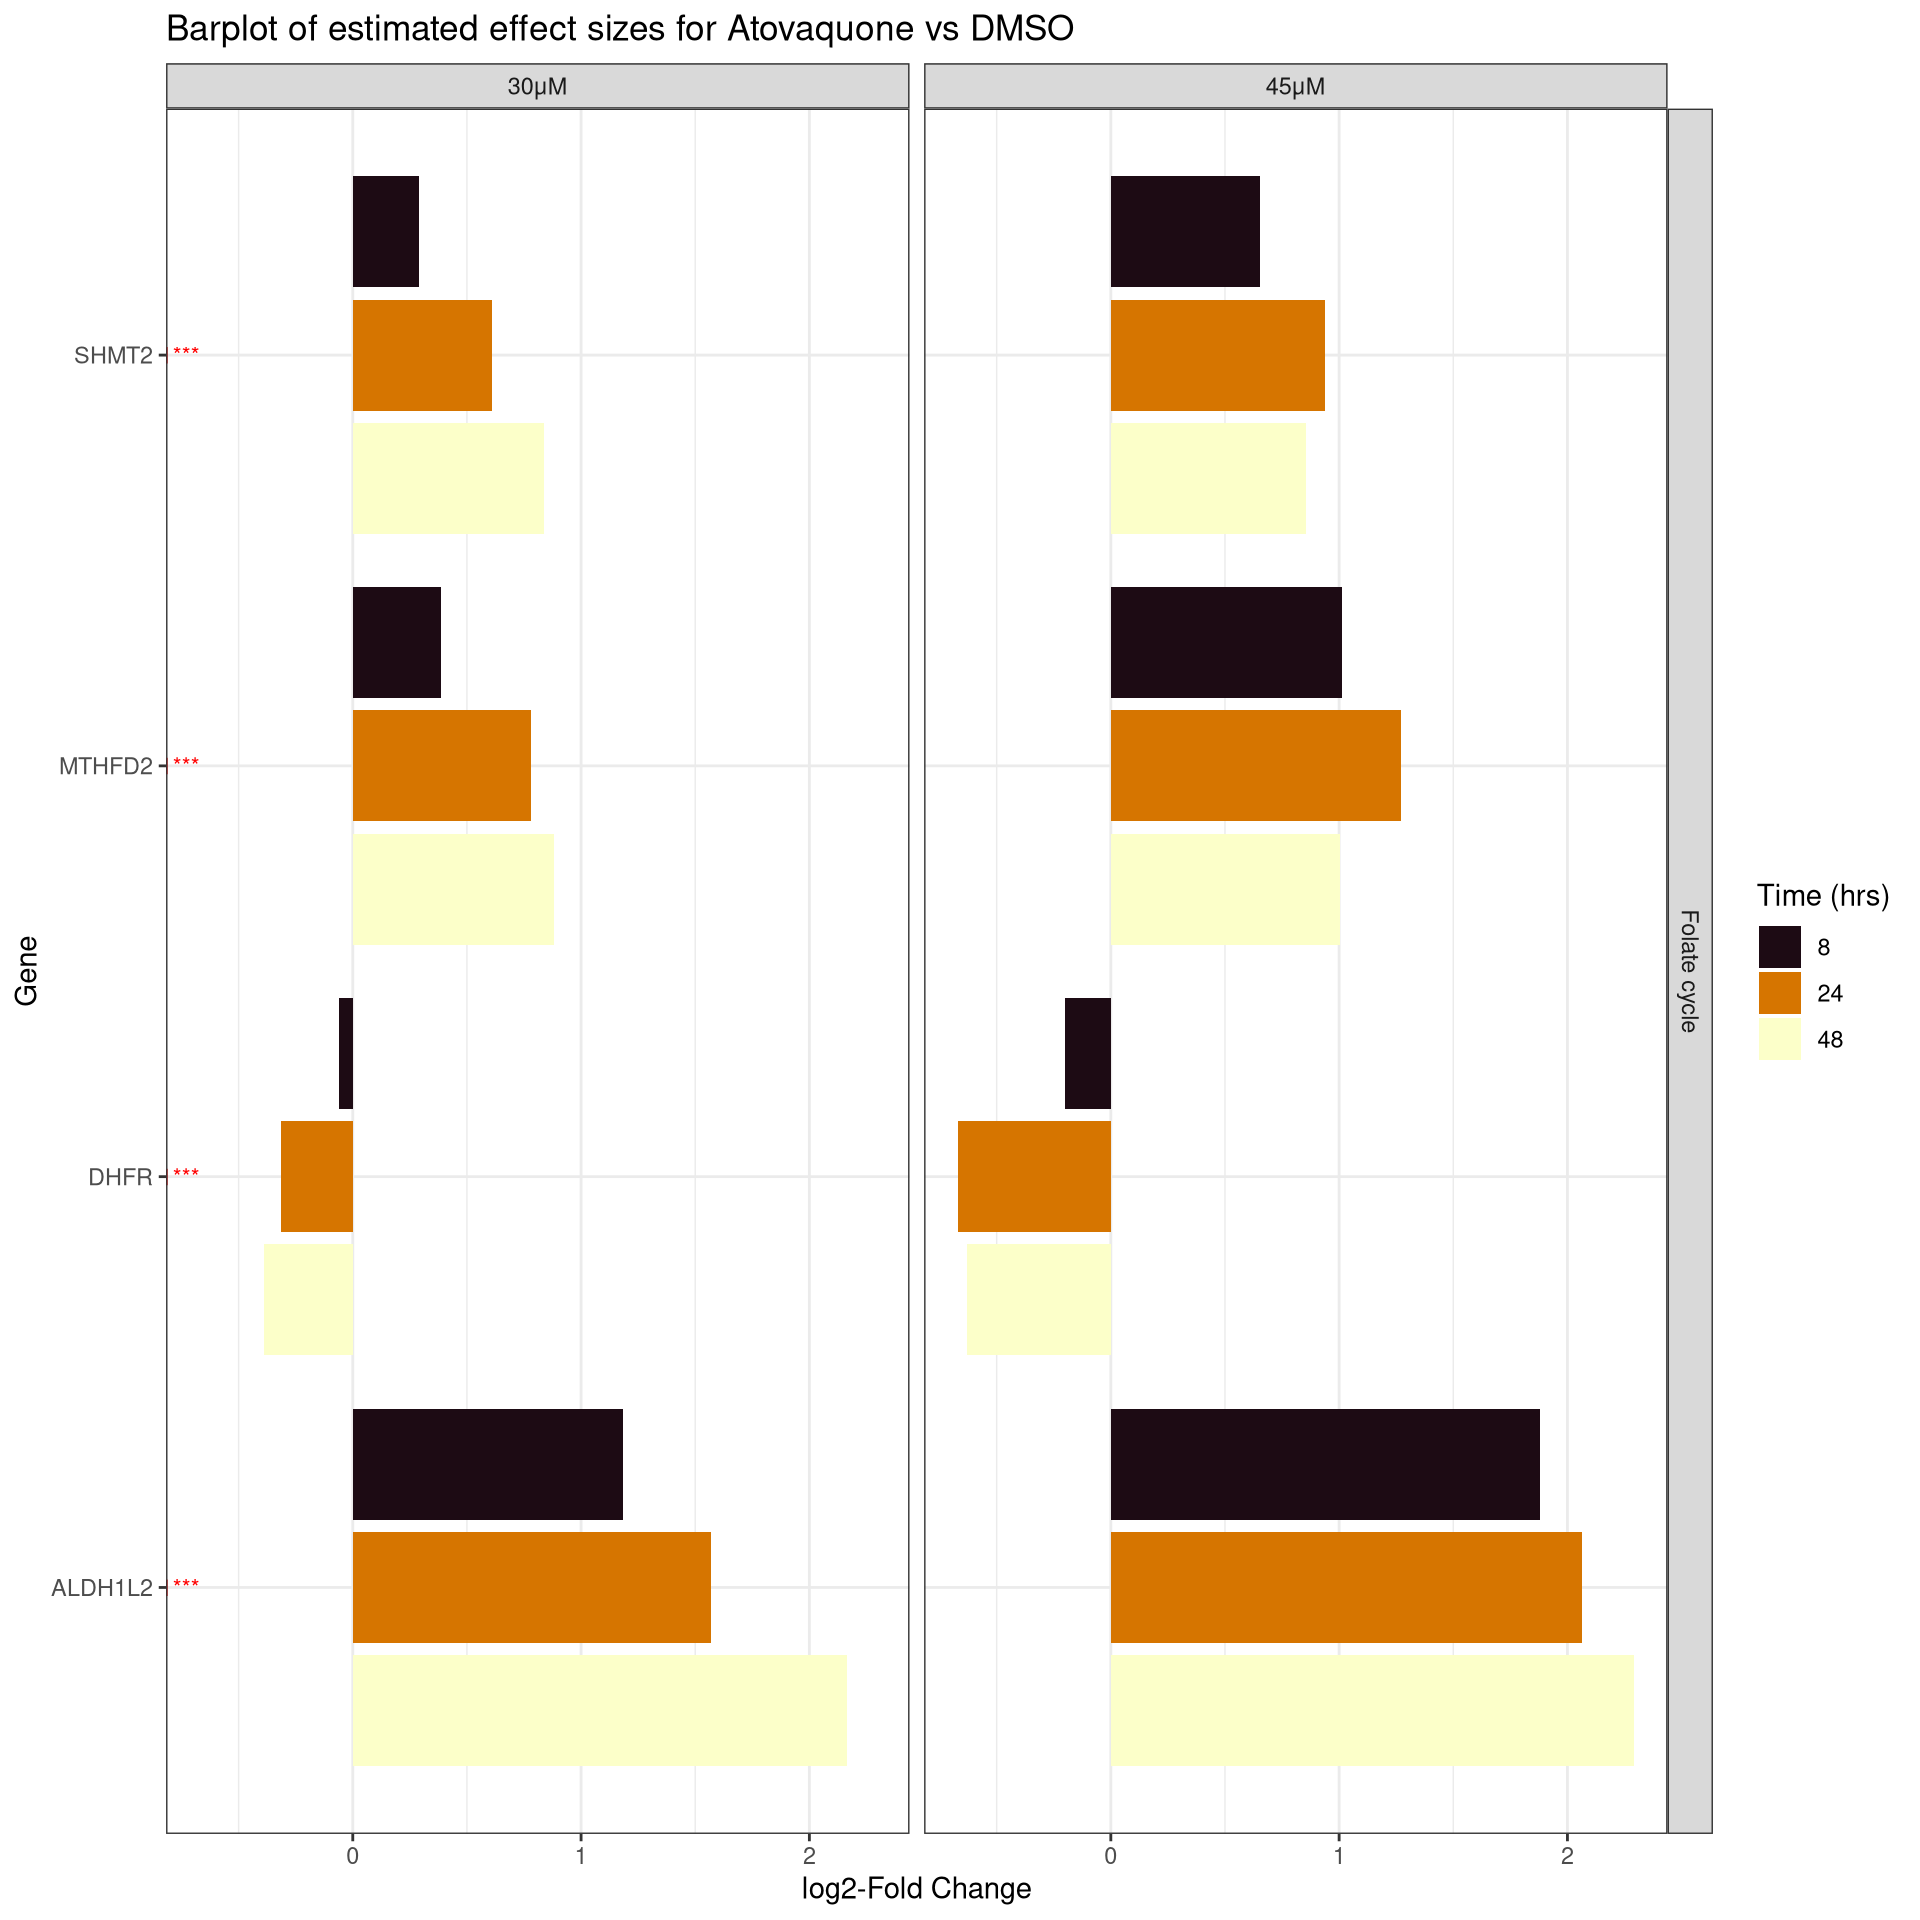 Barplot of estimated effect sizes for Atovaquone vs DMSO
30µM
45µM
SHMT2 ***
MTHFD2 ***
DHFR ***
ALDH1L2 ***
Gene
Folate cycle
Time (hrs)
8
24
48
0 1 2
0 1 2
log2-Fold Change